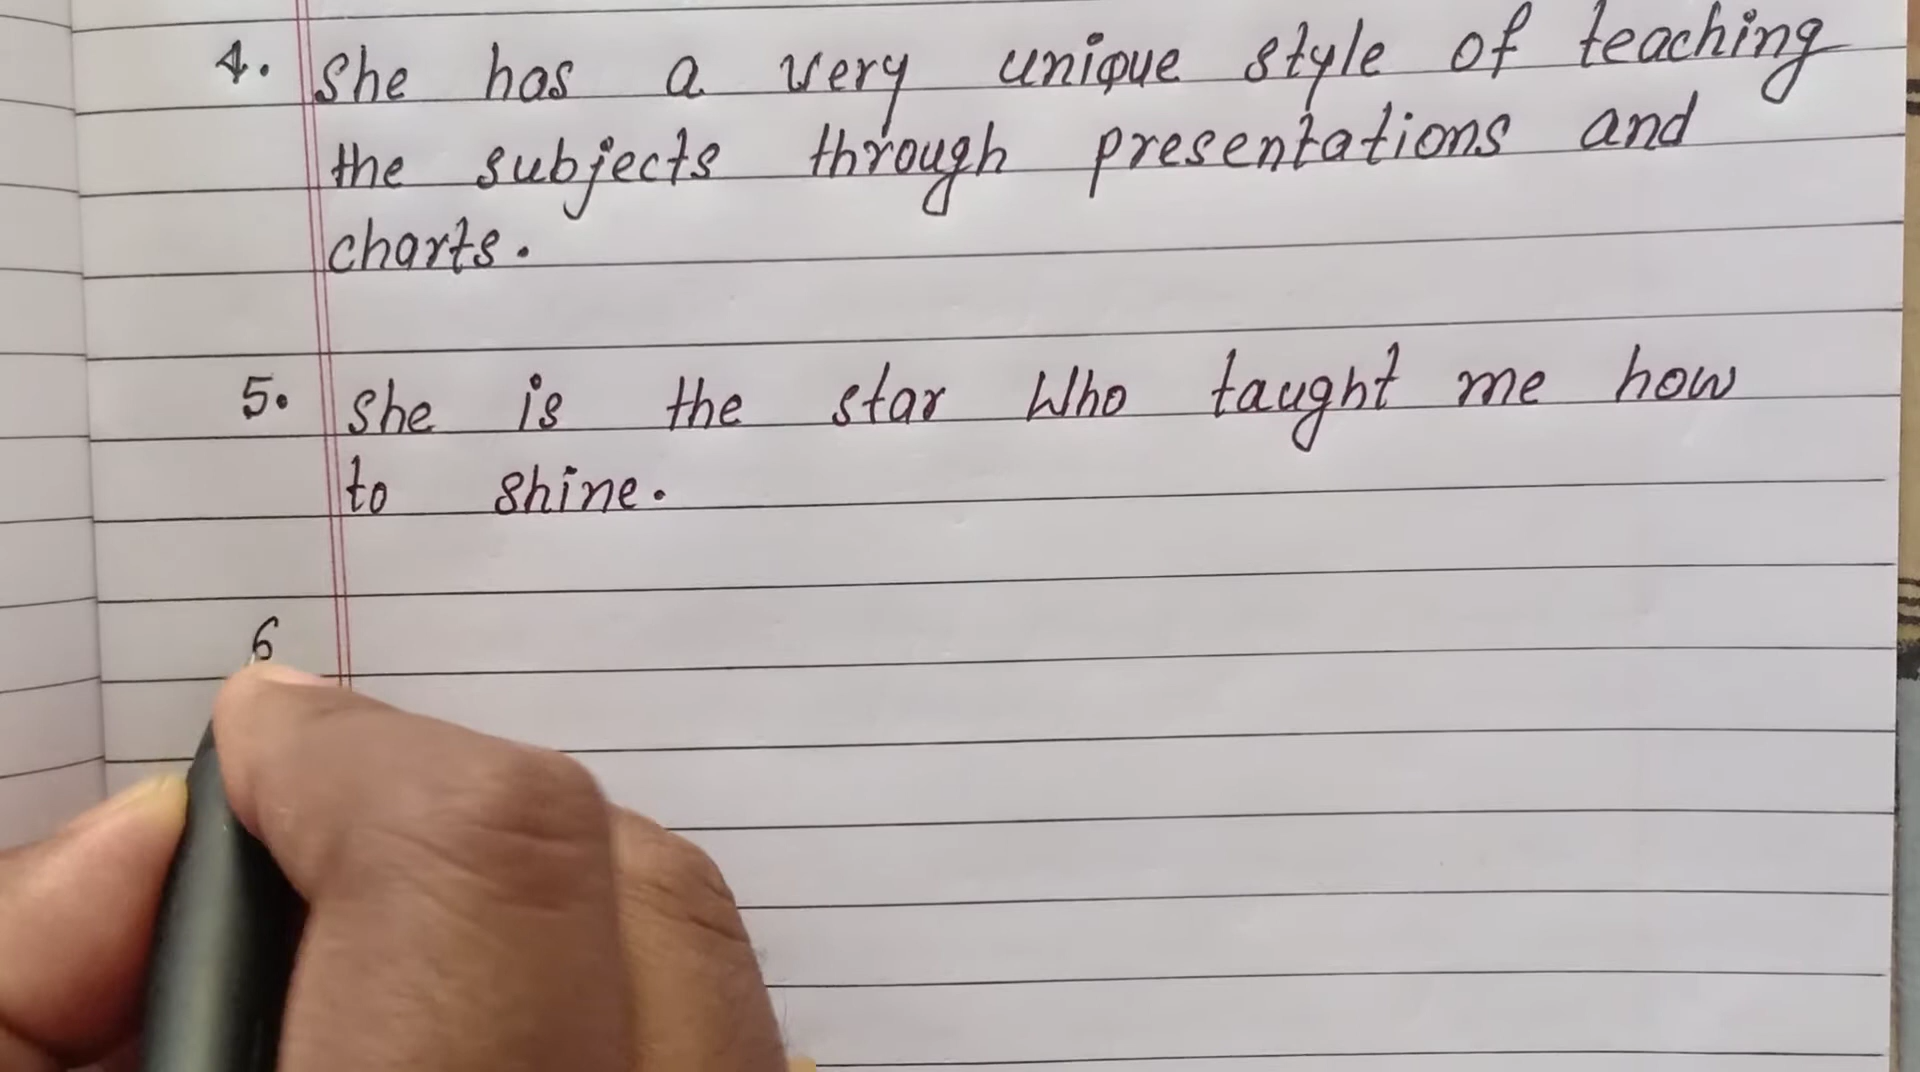 4. She has a very unique style of teaching
the subjects through presentations and
charts.
5. She is the star Who taught me how
to shine.
6